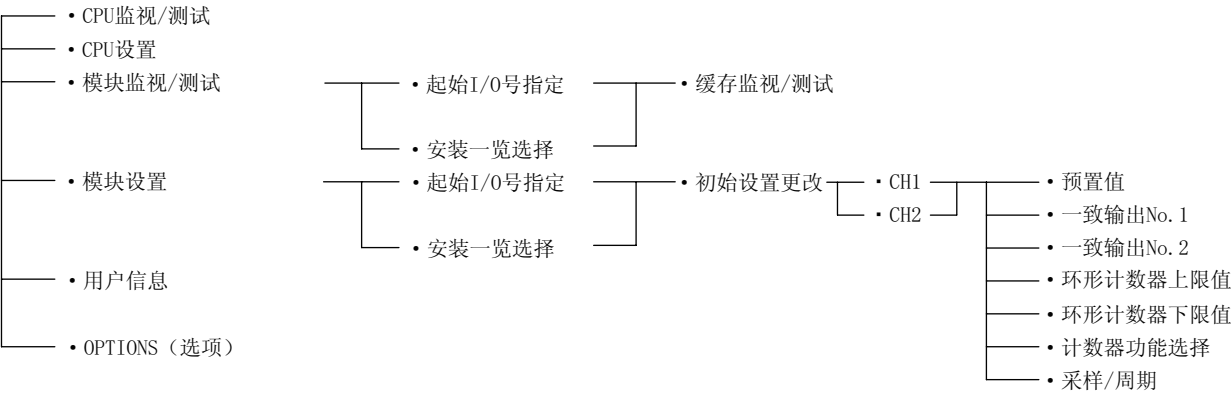 ・CPU监视/测试
・CPU设置
・模块监视/测试 ・起始I/O号指定 ・缓存监视/测试
・安装一览选择
・模块设置 ・起始I/O号指定 ・初始设置更改 ・CH1 ・预置值
・CH2 ・一致输出No.1
・安装一览选择 ・一致输出No.2
・用户信息 ・环形计数器上限值
・环形计数器下限值
・OPTIONS（选项） ・计数器功能选择
・采样/周期